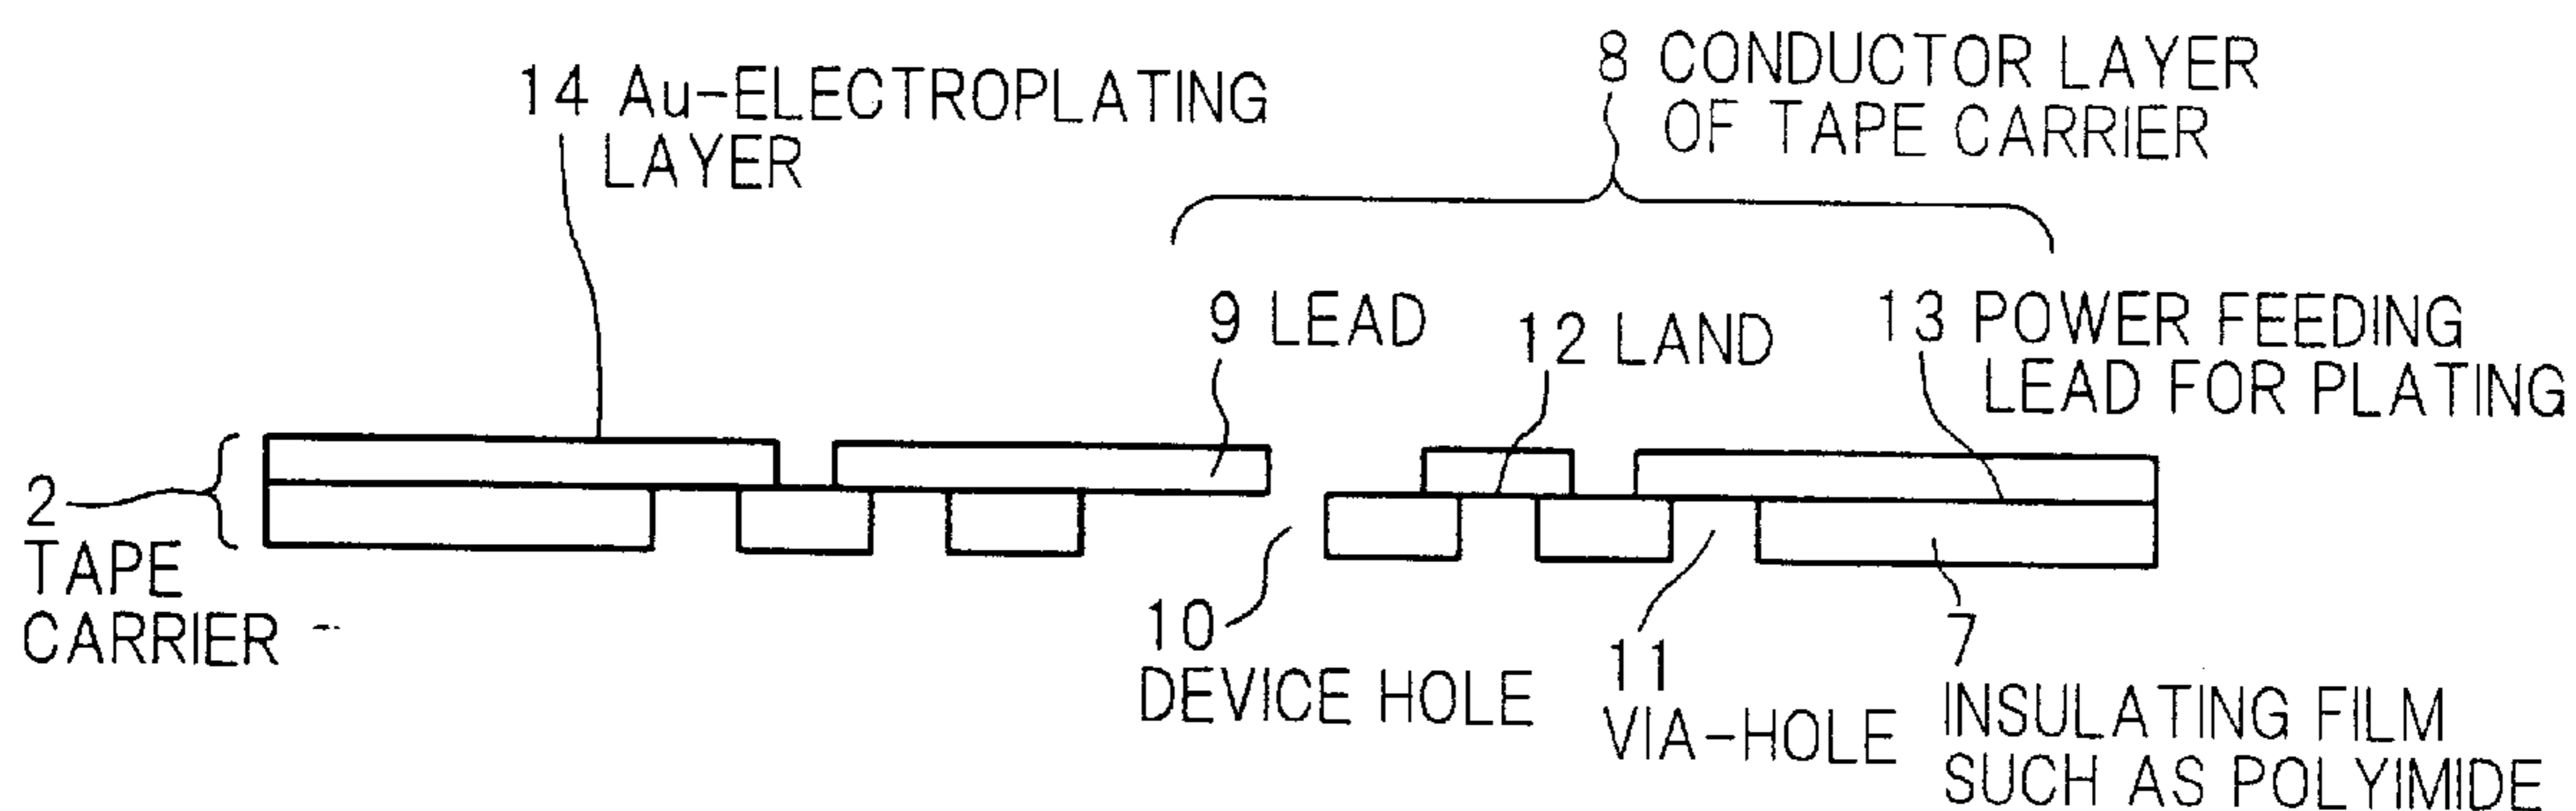 14 Au-ELECTROPLATING
LAYER
8 CONDUCTOR LAYER
OF TAPE CARRIER
9 LEAD
12 LAND
13 POWER FEEDING
LEAD FOR PLATING
2
TAPE
CARRIER
10
DEVICE HOLE
11
VIA-HOLE
7
INSULATING FILM
SUCH AS POLYIMIDE